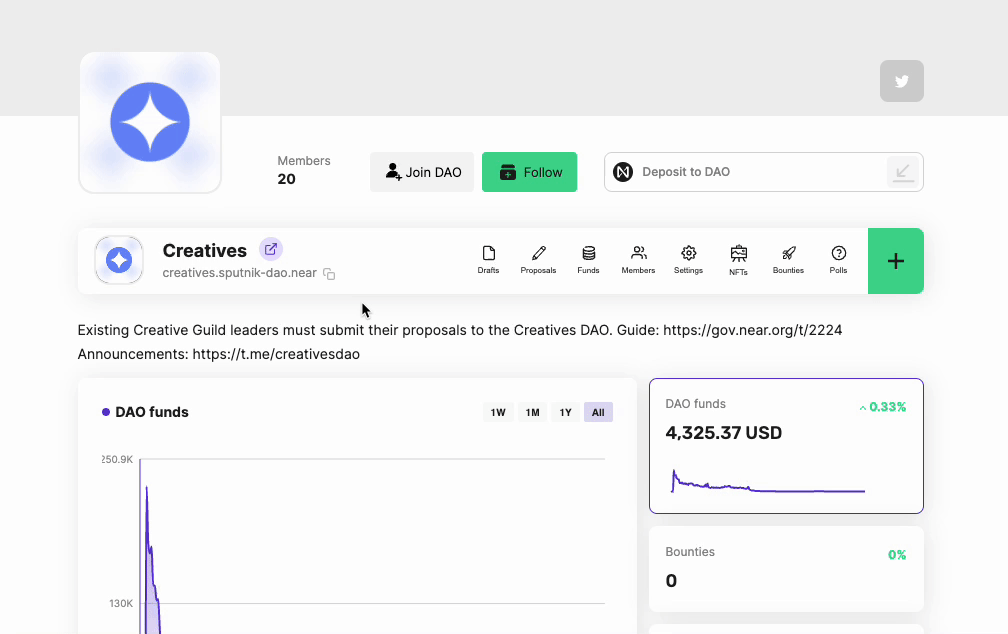 Members
20
Join DAO
Follow
Deposit to DAO
Creatives
creatives.sputnik-dao.near
Drafts
Proposals
Funds
Members
Settings
NFTs
Bounties
Polls
Existing Creative Guild leaders must submit their proposals to the Creatives DAO. Guide: https://gov.near.org/t/2224
Announcements: https://t.me/creativesdao
DAO funds
1W
1M
1Y
All
250.9K
130K
DAO funds
0.33%
4,325.37 USD
Bounties
0%
0